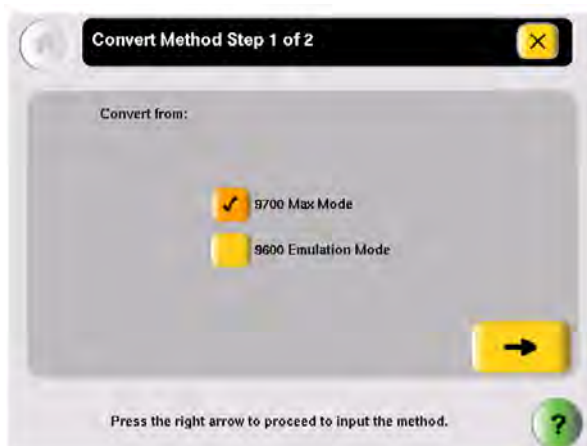 Convert Method Step 1 of 2
Convert from:
9700 Max Mode
9600 Emulation Mode
Press the right arrow to proceed to input the method.
?